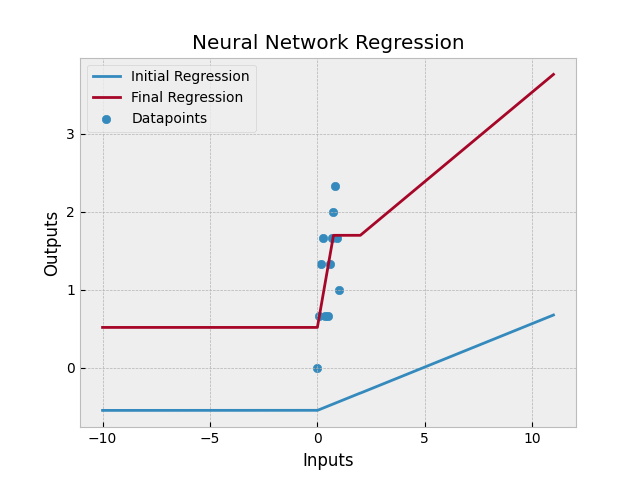 Neural Network Regression
Initial Regression
Final Regression
Datapoints
3
2
1
0
Outputs
−10
−5
0
5
10
Inputs